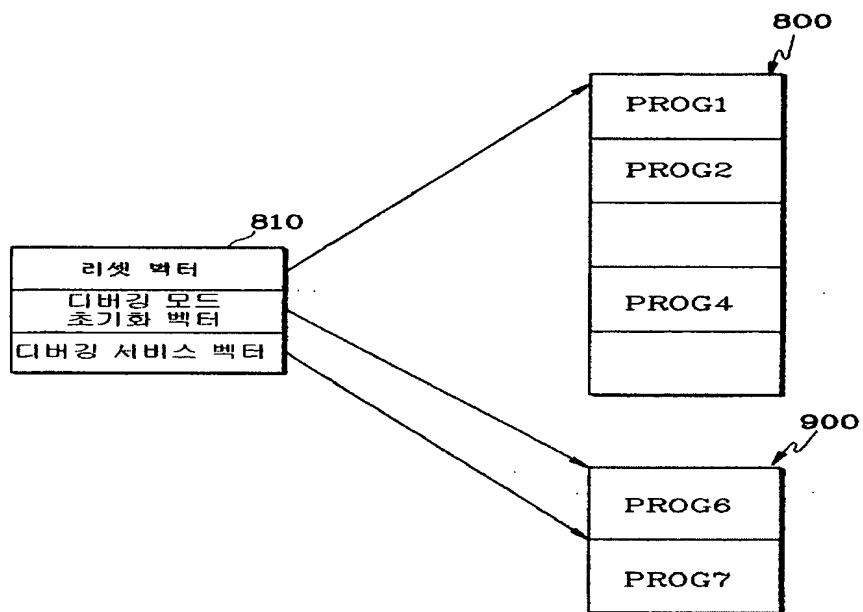 800
PROG1
PROG2
810
리셋 벡터
디버깅 모드
초기화 벡터
디버깅 서비스 벡터
PROG4
900
PROG6
PROG7